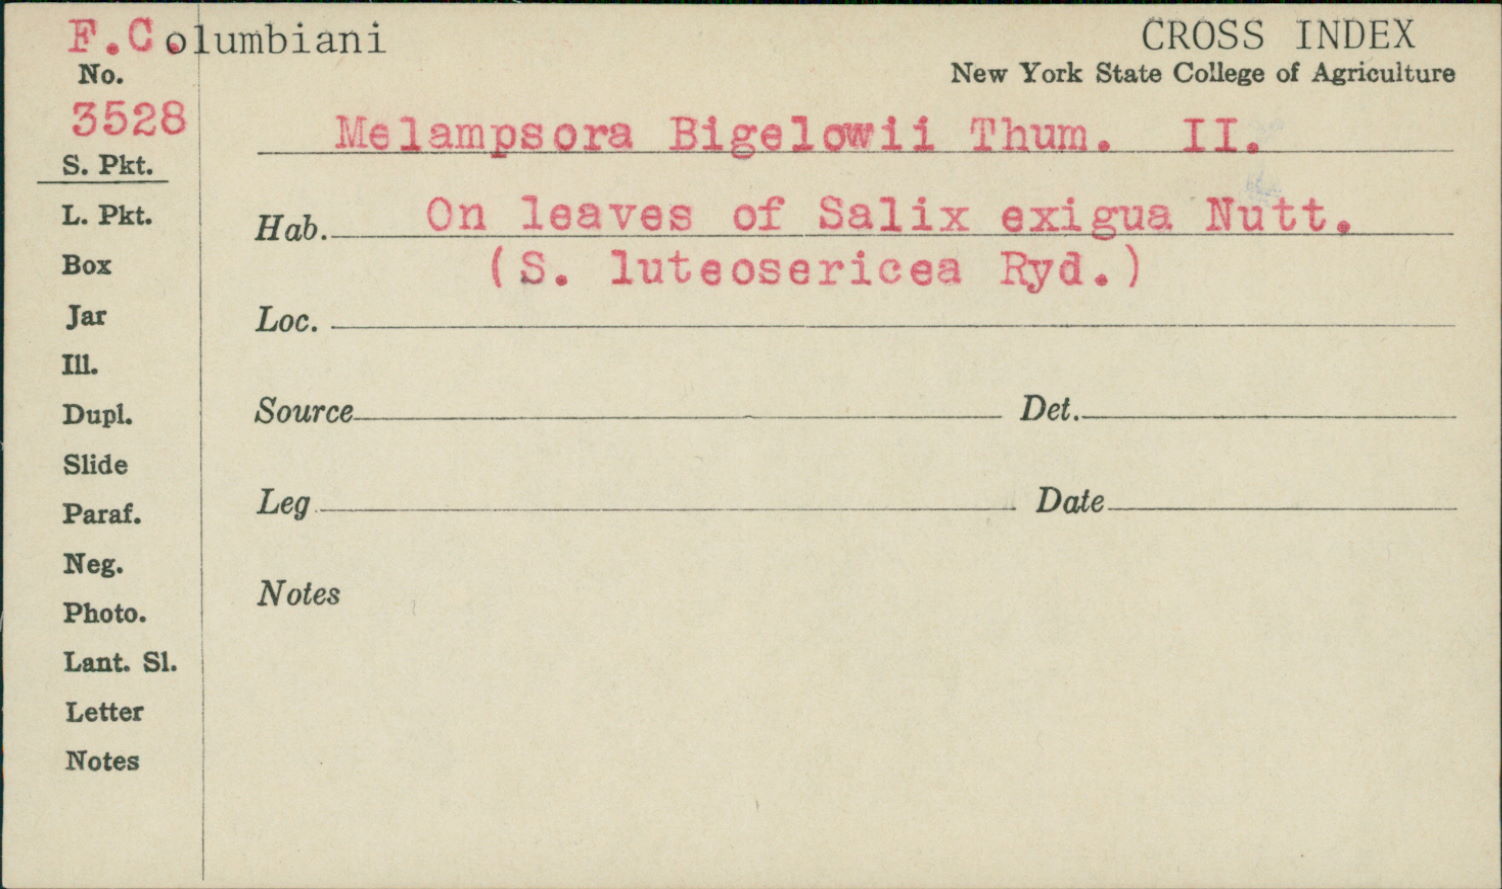 F.Columbiani
CROSS INDEX
No.
New York State College of Agriculture
3528
Melampsora Bigelowii Thum. II.
S. Pkt.
L. Pkt.
Hab. On leaves of Salix exigua Nutt.
(S. luteosericea Ryd.)
Box
Jar
Loc.
Ill.
Dupl.
Source Det.
Slide
Leg Date
Paraf.
Neg.
Notes
Photo.
Lant. Sl.
Letter
Notes